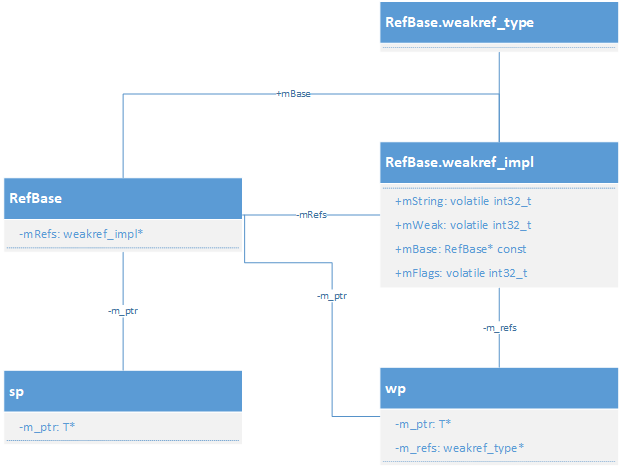 RefBase.weakref_type
+mBase
RefBase.weakref_impl
+mString: volatile int32_t
+mWeak: volatile int32_t
+mBase: RefBase* const
+mFlags: volatile int32_t
RefBase
-mRefs: weakref_impl*
-mRefs
-m_ptr
-m_ptr
-m_refs
sp
-m_ptr: T*
wp
-m_ptr: T*
-m_refs: weakref_type*